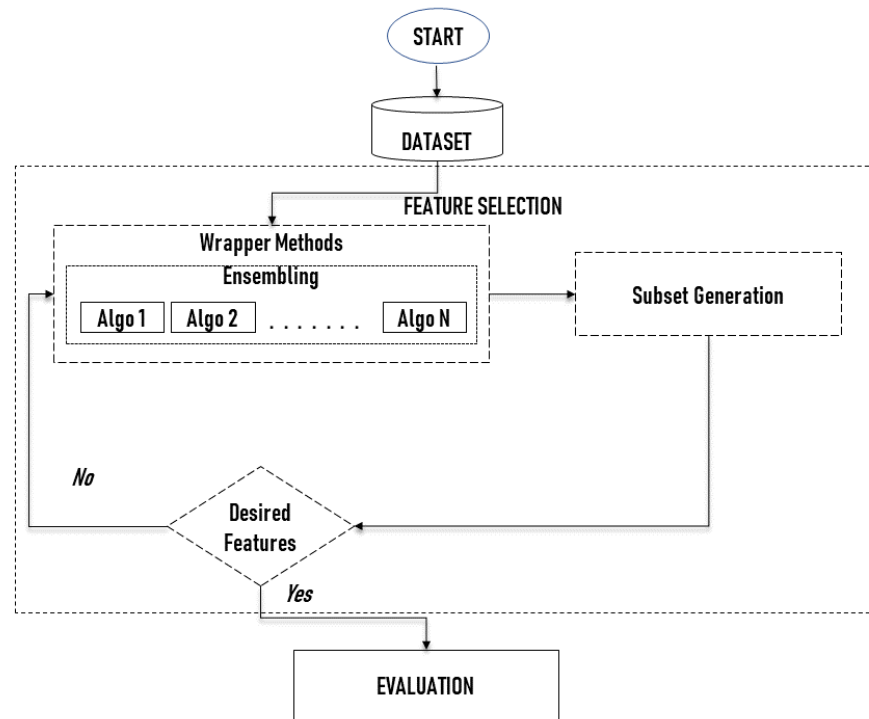 START
DATASET
FEATURE SELECTION
Wrapper Methods
Ensembling
Algo 1 Algo 2 . . . . . . . Algo N
Subset Generation
No
Desired
Features
Yes
EVALUATION